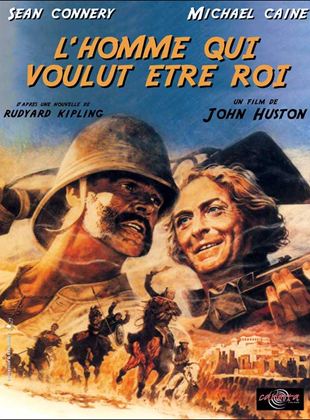 SEAN CONNERY MICHAEL CAINE
L'HOMME QUI
VOULUT ETRE ROI
D'APRÈS UNE NOUVELLE DE
RUDYARD KIPLING
UN FILM DE
JOHN HUSTON